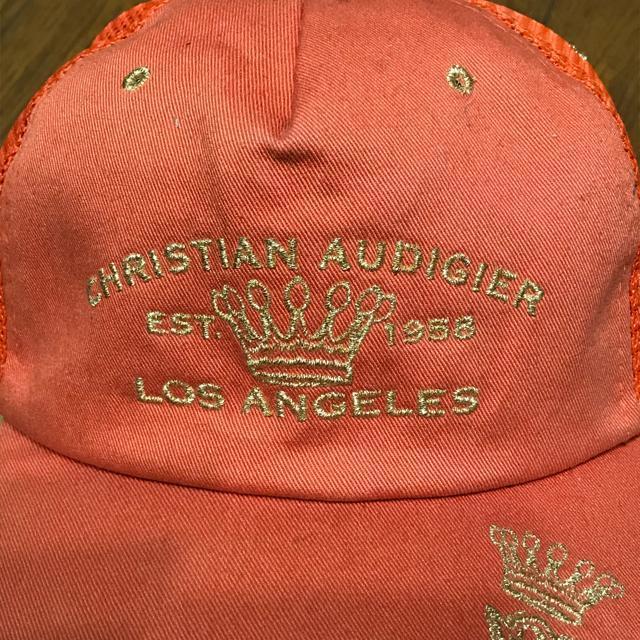 CHRISTIAN AUDIGIER
EST. 1958
LOS ANGELES